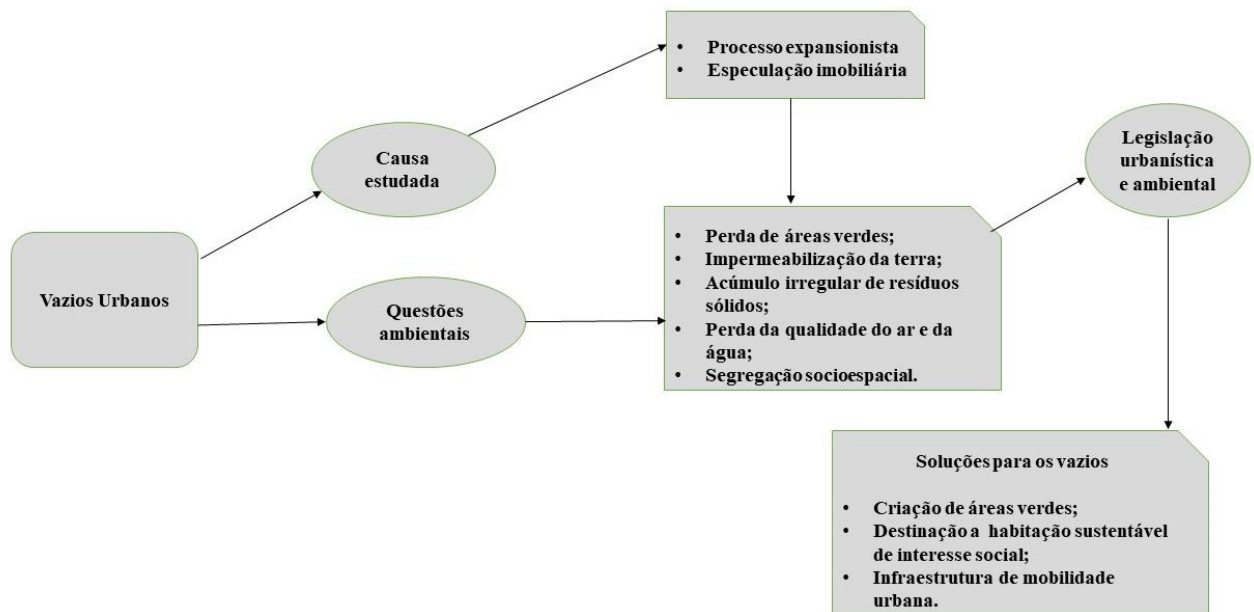 • Processo expansionista
• Especulação imobiliária
Causa
estudada
Legislação
urbanística
e ambiental
Vazios Urbanos
Questões
ambientais
• Perda de áreas verdes;
• Impermeabilização da terra;
• Acúmulo irregular de resíduos
sólidos;
• Perda da qualidade do ar e da
água;
• Segregação socioespacial.
Soluções para os vazios
• Criação de áreas verdes;
• Destinação a habitação sustentável
de interesse social;
• Infraestrutura de mobilidade
urbana.